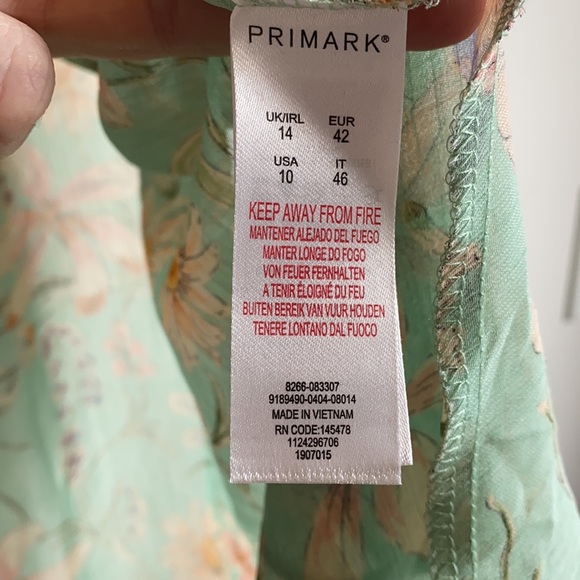 PRIMARK®
UK/IRL EUR
14 42
USA IT
10 46
KEEP AWAY FROM FIRE
MANTENER ALEJADO DEL FUEGO
MANTER LONGE DO FOGO
VON FEUER FERNHALTEN
A TENIR ÉLOIGNÉ DU FEU
BUITEN BEREIK VAN VUUR HOUDEN
TENERE LONTANO DAL FUOCO
8266-083307
9189490-0404-08014
MADE IN VIETNAM
RN CODE:145478
1124296706
1907015